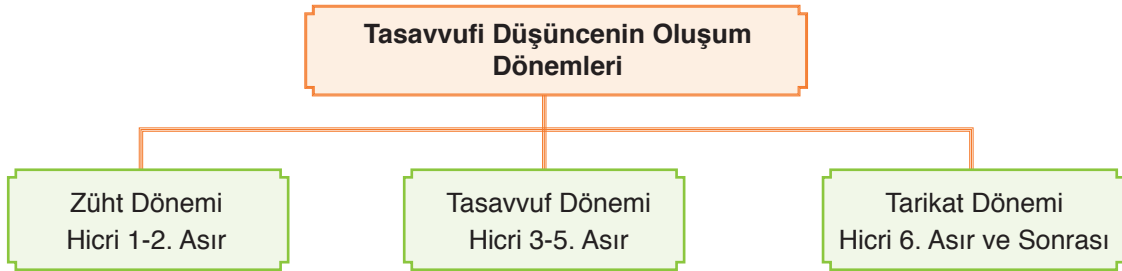 Tasavvufi Düşüncenin Oluşum
Dönemleri
Züht Dönemi
Hicri 1-2. Asır
Tasavvuf Dönemi
Hicri 3-5. Asır
Tarikat Dönemi
Hicri 6. Asır ve Sonrası